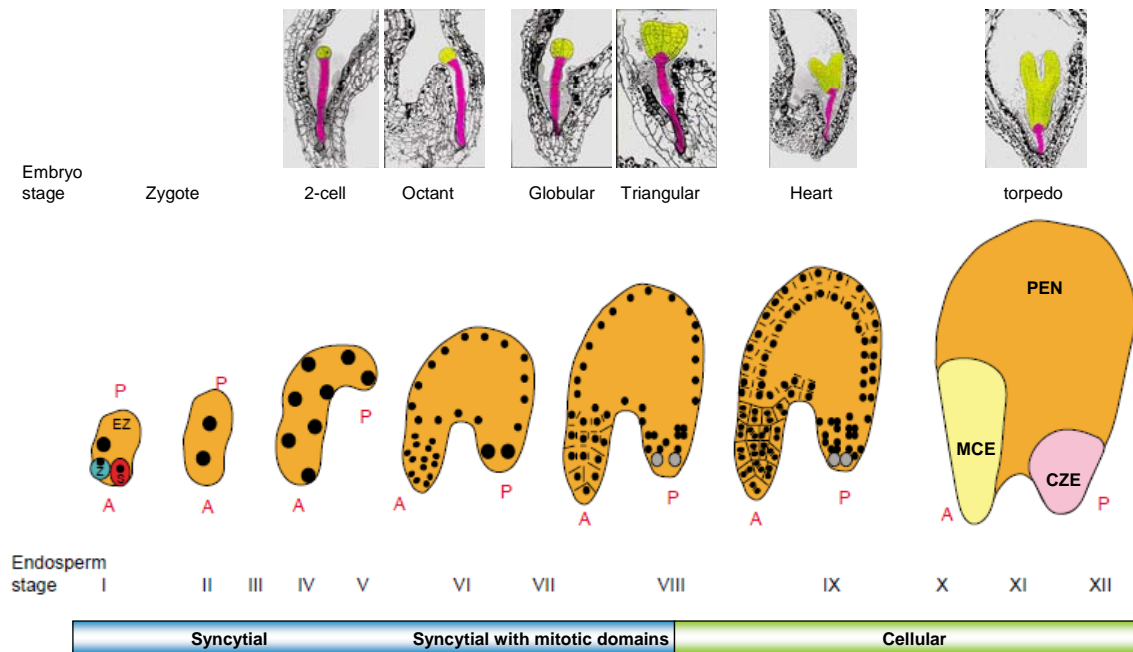 Embryo
stage
Zygote 2-cell Octant Globular Triangular Heart torpedo
PEN
P P
P
EZ
Z S
MCE CZE
A A A A P A P A P A P
Endosperm
stage I II III IV V VI VII VIII IX X XI XII
Syncytial Syncytial with mitotic domains Cellular